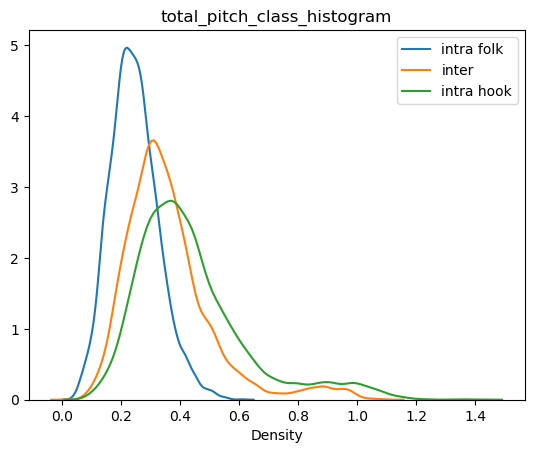 total_pitch_class_histogram
intra folk
inter
intra hook
5
4
3
2
1
0
0.0 0.2 0.4 0.6 0.8 1.0 1.2 1.4
Density